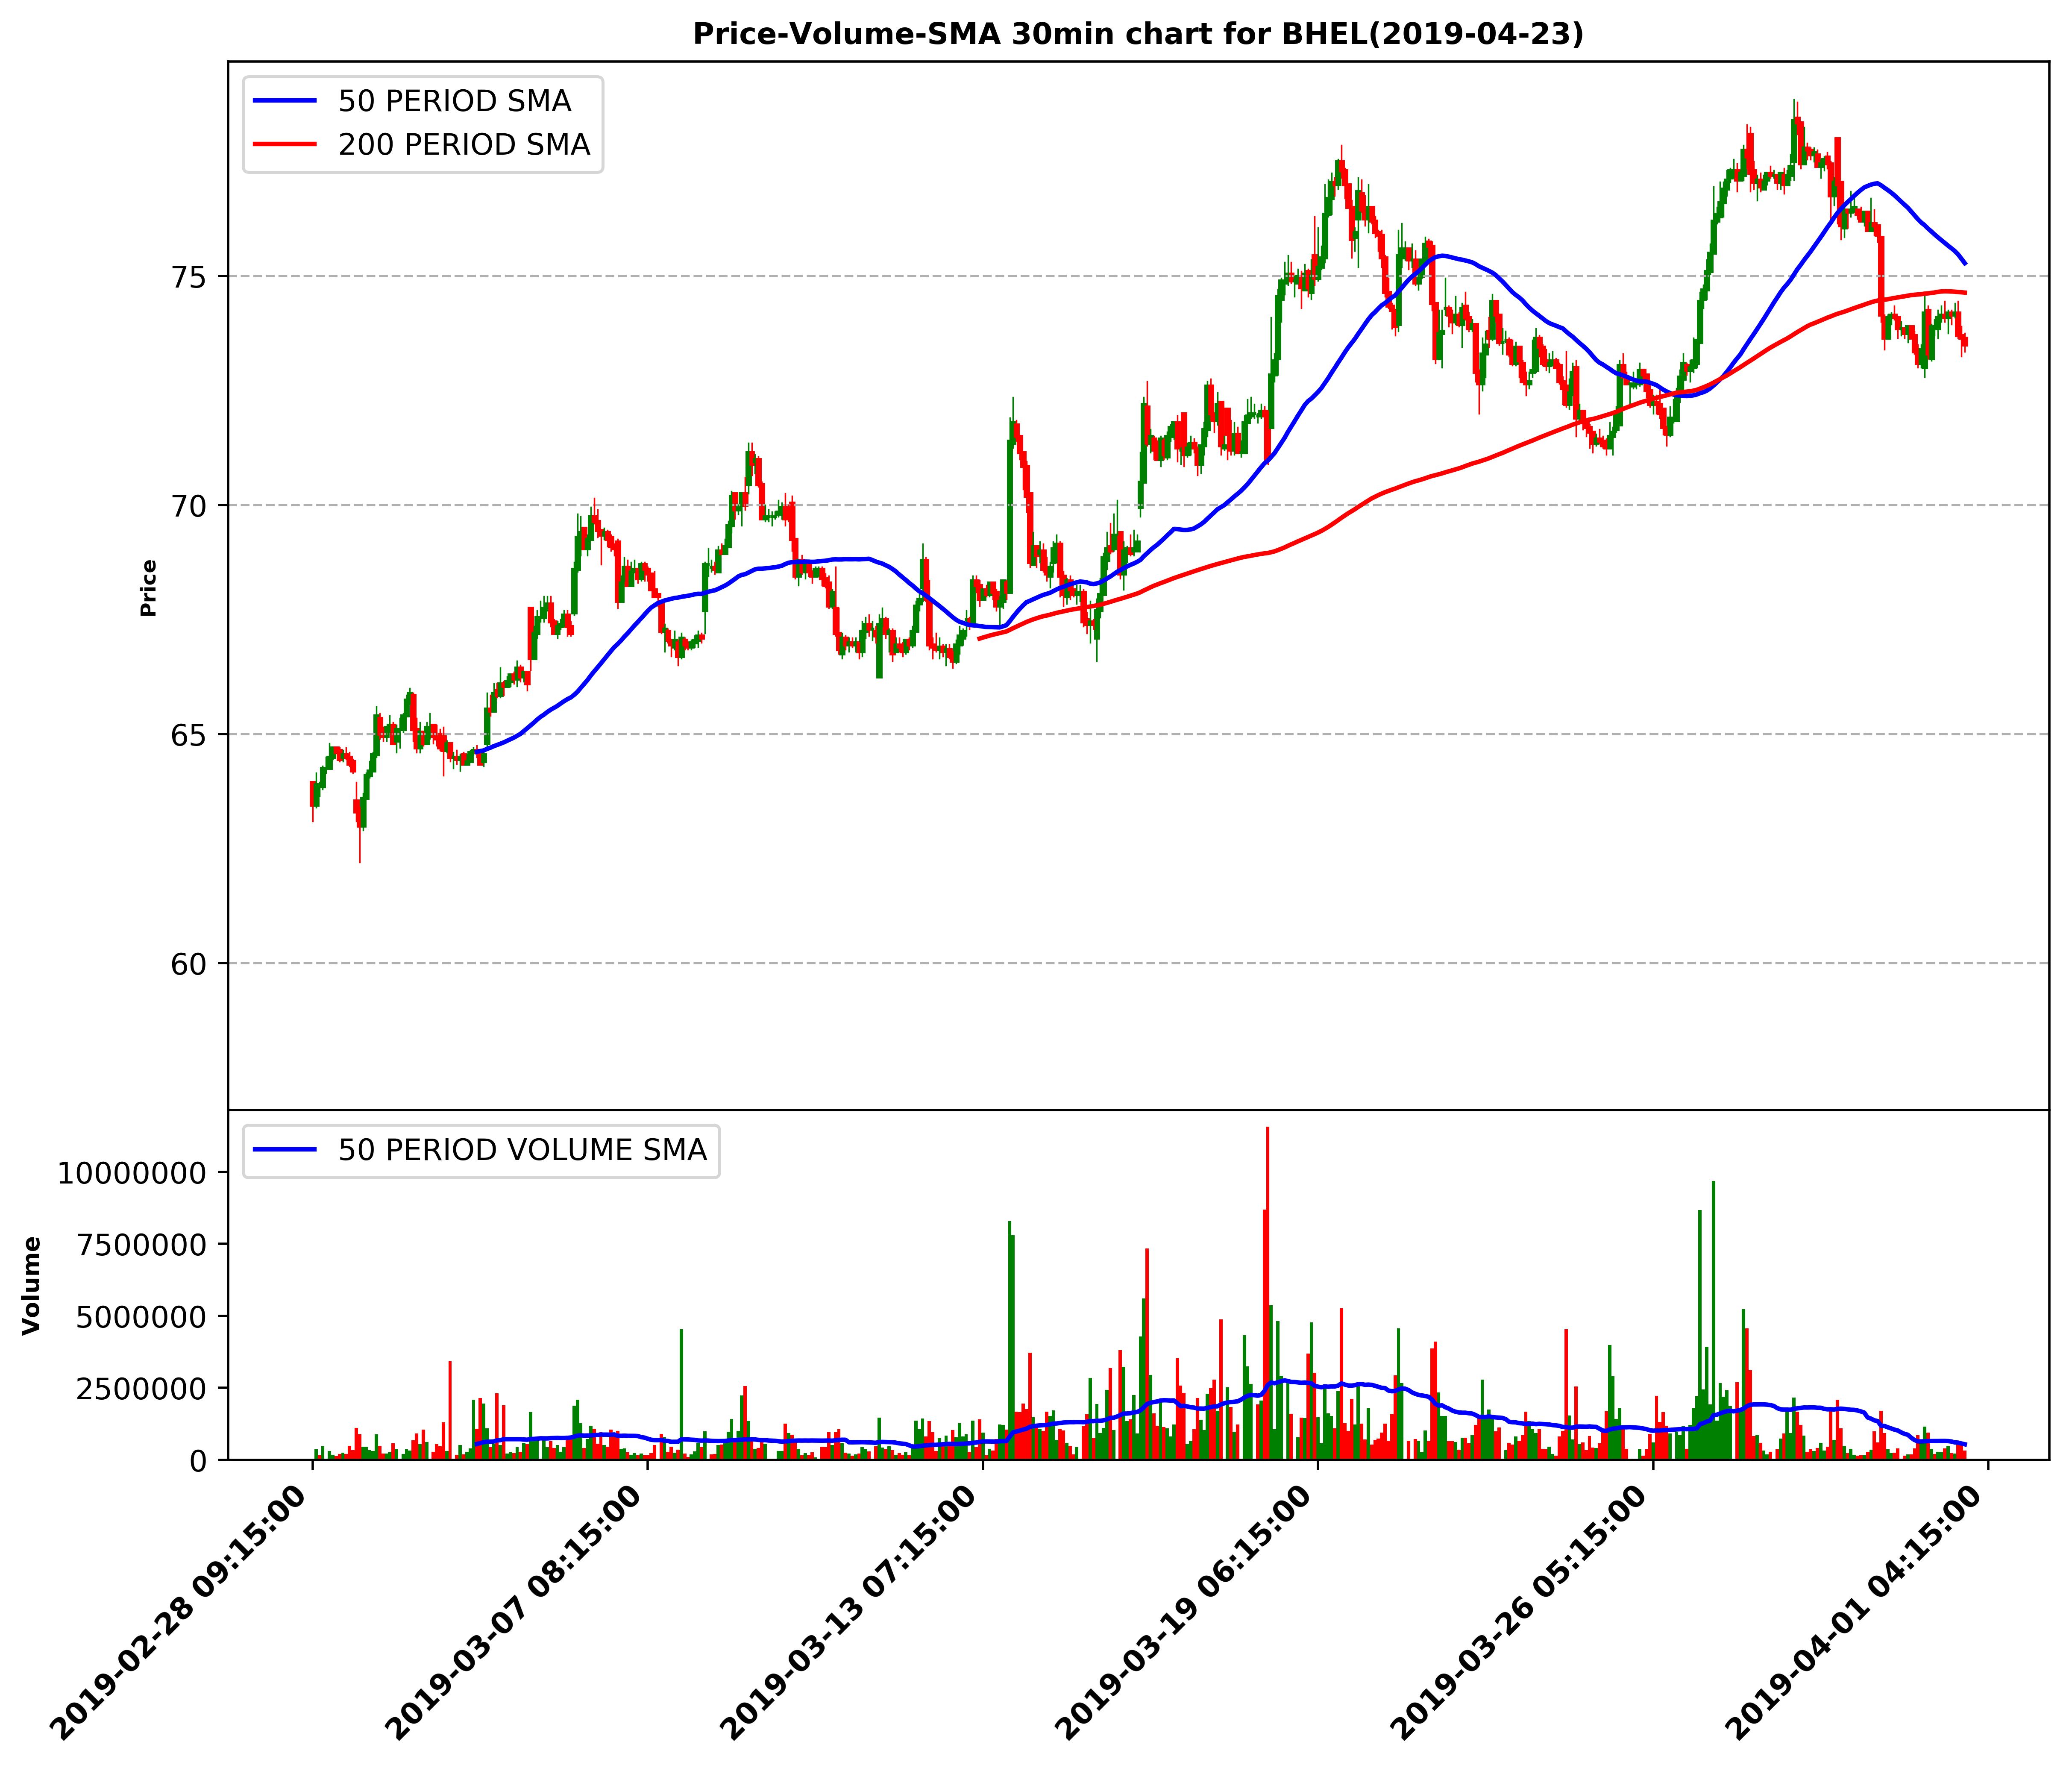 Price-Volume-SMA 30min chart for BHEL(2019-04-23)
50 PERIOD SMA
200 PERIOD SMA
75
70
65
60
Price
50 PERIOD VOLUME SMA
10000000
7500000
5000000
2500000
0
Volume
2019-02-28 09:15:00
2019-03-07 08:15:00
2019-03-13 07:15:00
2019-03-19 06:15:00
2019-03-26 05:15:00
2019-04-01 04:15:00